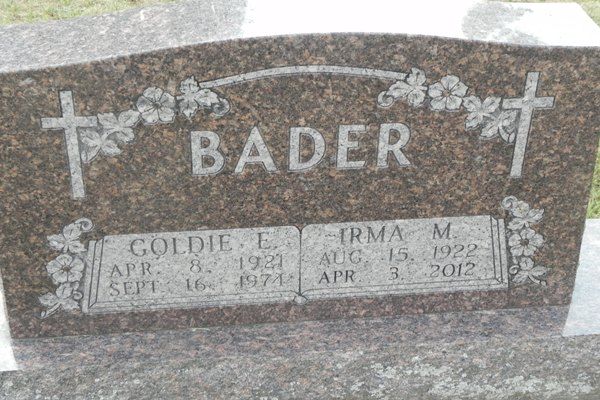 BADER
GOLDIE E.
APR. 8, 1921
SEPT. 16, 1974
IRMA M.
AUG. 15, 1922
APR. 3, 2012